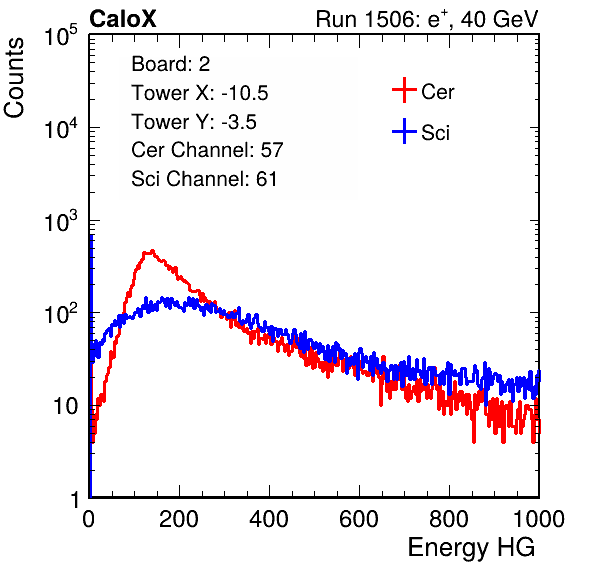 CaloX Run 1506: e⁺, 40 GeV
Counts
Board: 2
Tower X: -10.5
Tower Y: -3.5
Cer Channel: 57
Sci Channel: 61
Cer
Sci
10⁵
10⁴
10³
10²
10
1
0 200 400 600 800 1000
Energy HG